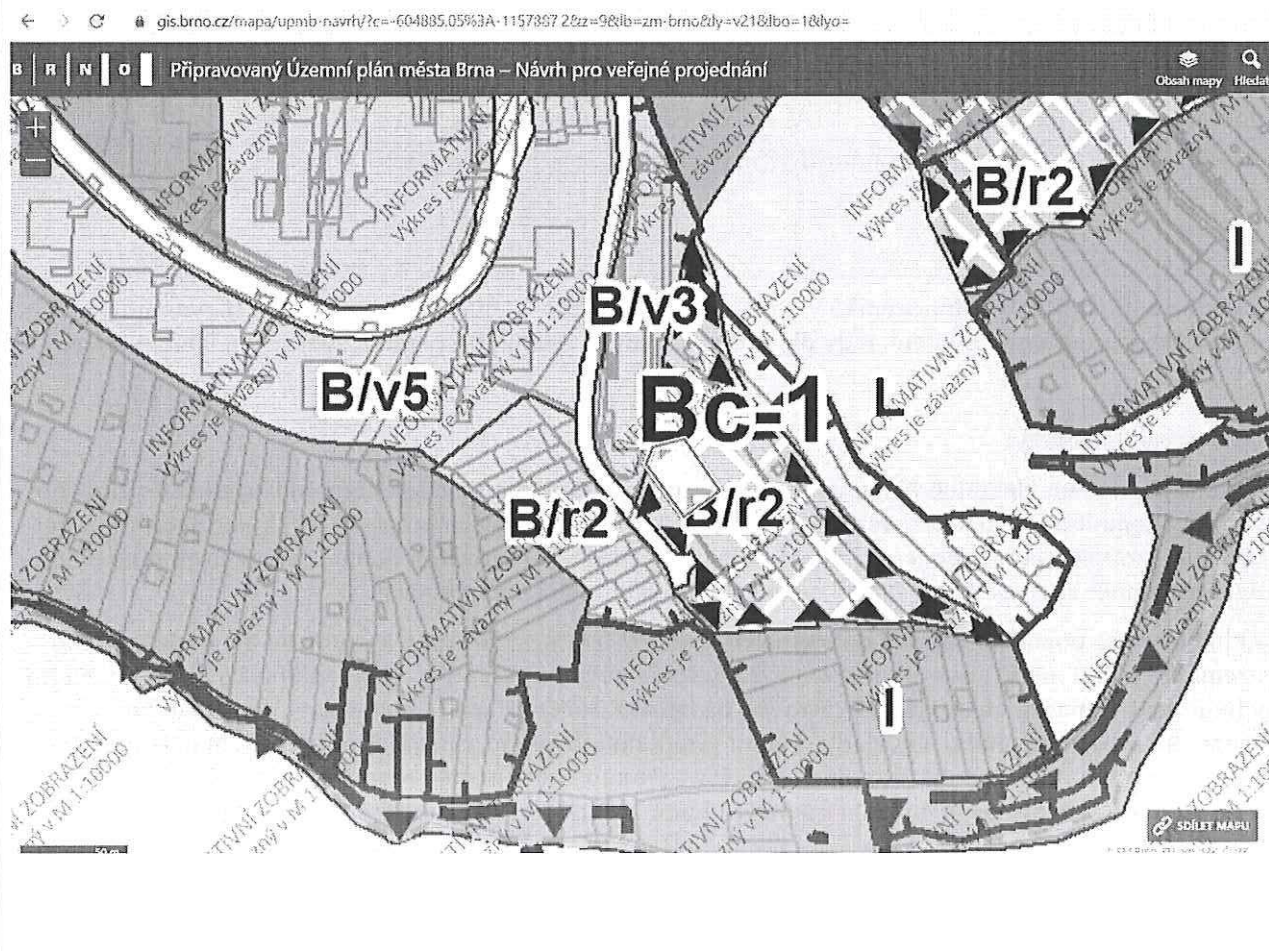 gis.brno.cz/mapa/upmb-navrh/?c=-604885.05%3A-1157887.2&z=9&lb=zm-brno&ly=v21&lbo=1&lyo=
B R N O
Připravovaný Územní plán města Brna – Návrh pro veřejné projednání
Obsah mapy
Hledat
+
–
INFORMATIVNÍ ZOBRAZENÍ
Výkres je závazný v M 1:10000
B/r2
I
B/v3
B/v5
Bc-1
L
B/r2
B/r2
I
50 m
SDÍLET MAPU